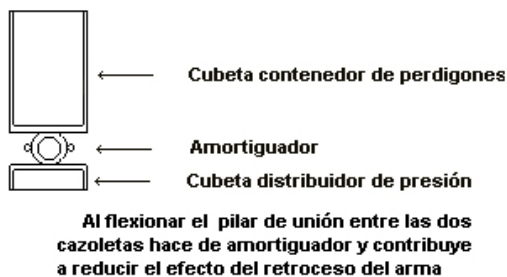 Cubeta contenedor de perdigones
Amortiguador
Cubeta distribuidor de presión
Al flexionar el pilar de unión entre las dos
cazoletas hace de amortiguador y contribuye
a reducir el efecto del retroceso del arma